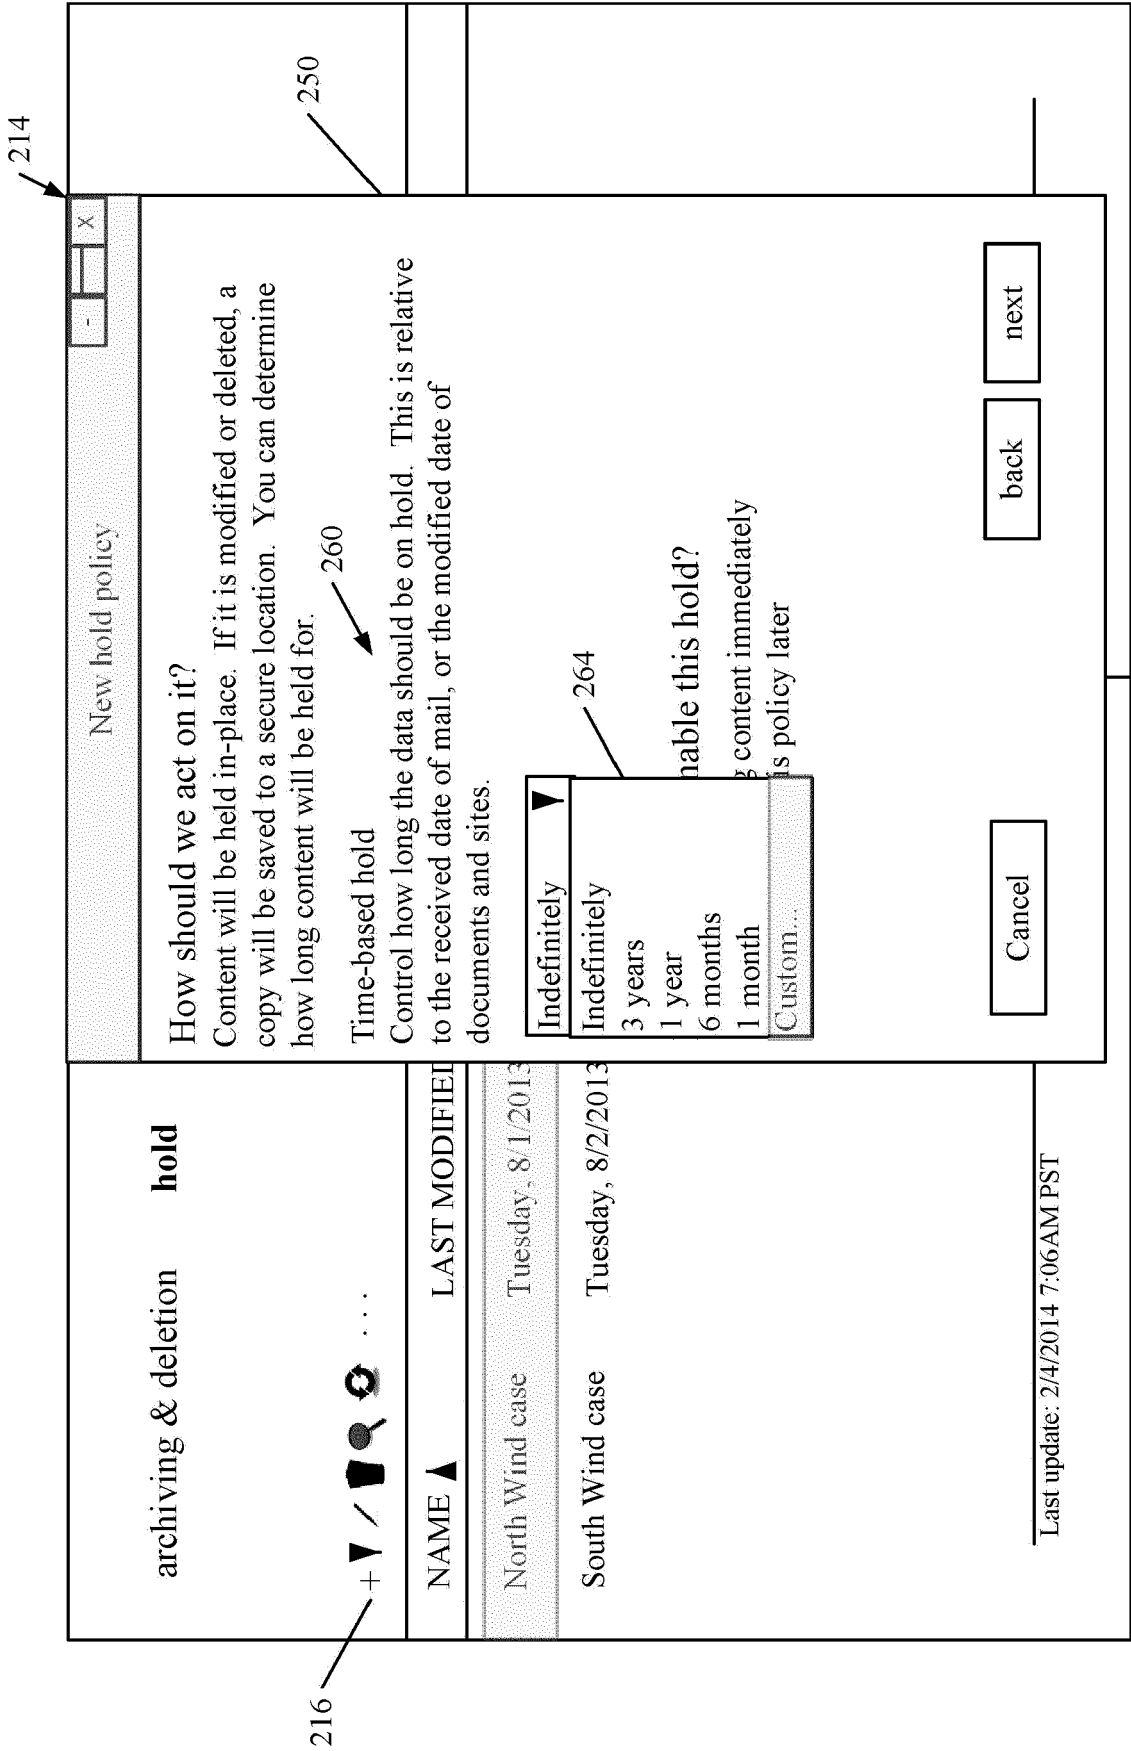 214
New hold policy
- x
250
archiving & deletion hold
How should we act on it?
Content will be held in-place. If it is modified or deleted, a
copy will be saved to a secure location. You can determine
how long content will be held for.
260
216
+ ...
Time-based hold
Control how long the data should be on hold. This is relative
to the received date of mail, or the modified date of
documents and sites.
NAME LAST MODIFIED
North Wind case Tuesday, 8/1/2013
South Wind case Tuesday, 8/2/2013
Indefinitely
264
Indefinitely
3 years
1 year
6 months
1 month
Custom...
nable this hold?
content immediately
is policy later
Cancel back next
Last update: 2/4/2014 7:06AM PST